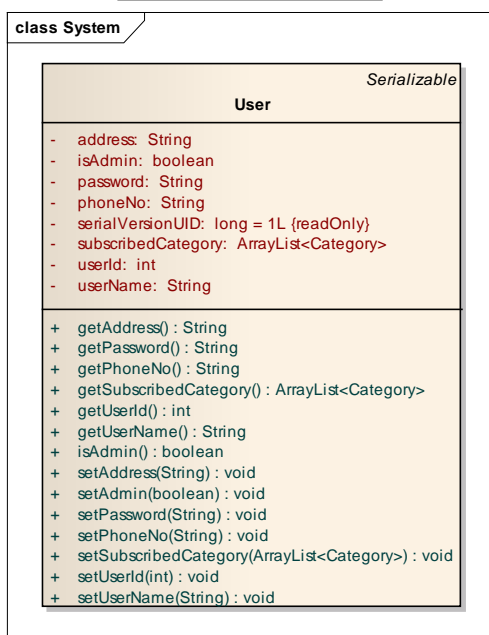 class System
Serializable
User
- address: String
- isAdmin: boolean
- password: String
- phoneNo: String
- serialVersionUID: long = 1L {readOnly}
- subscribedCategory: ArrayList<Category>
- userId: int
- userName: String
+ getAddress() : String
+ getPassword() : String
+ getPhoneNo() : String
+ getSubscribedCategory() : ArrayList<Category>
+ getUserId() : int
+ getUserName() : String
+ isAdmin() : boolean
+ setAddress(String) : void
+ setAdmin(boolean) : void
+ setPassword(String) : void
+ setPhoneNo(String) : void
+ setSubscribedCategory(ArrayList<Category>) : void
+ setUserId(int) : void
+ setUserName(String) : void